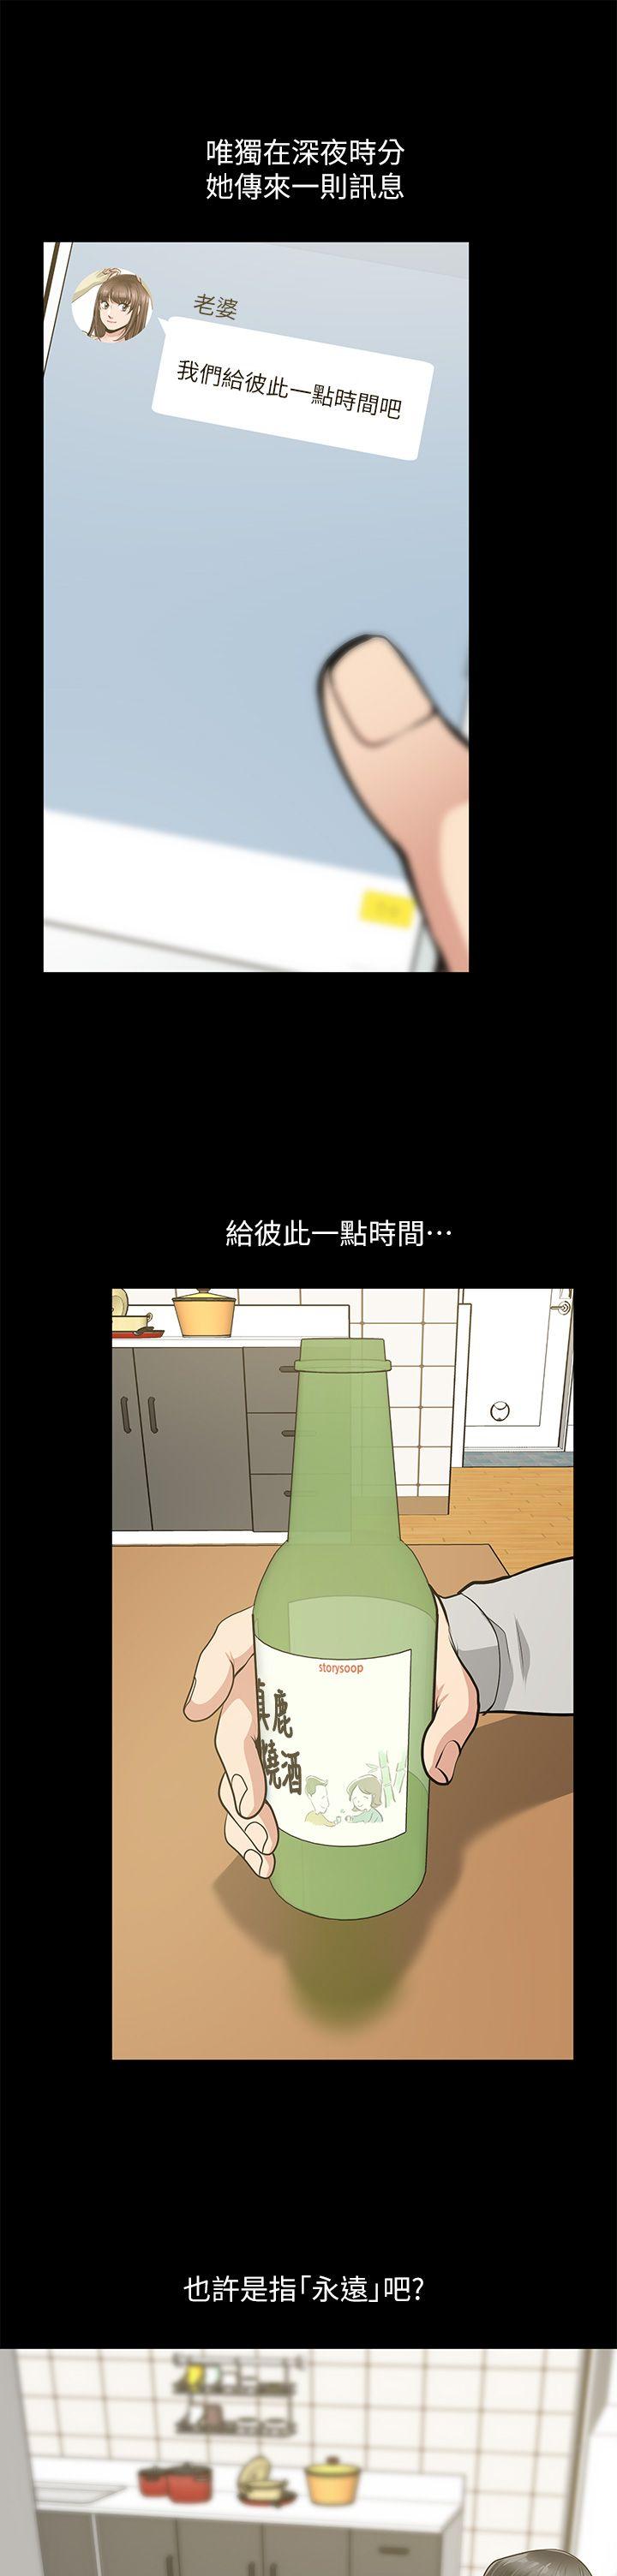 唯獨在深夜時分
她傳來一則訊息
老婆
我們給彼此一點時間吧
給彼此一點時間⋯
storysoop
真鹿
燒酒
也許是指「永遠」吧?